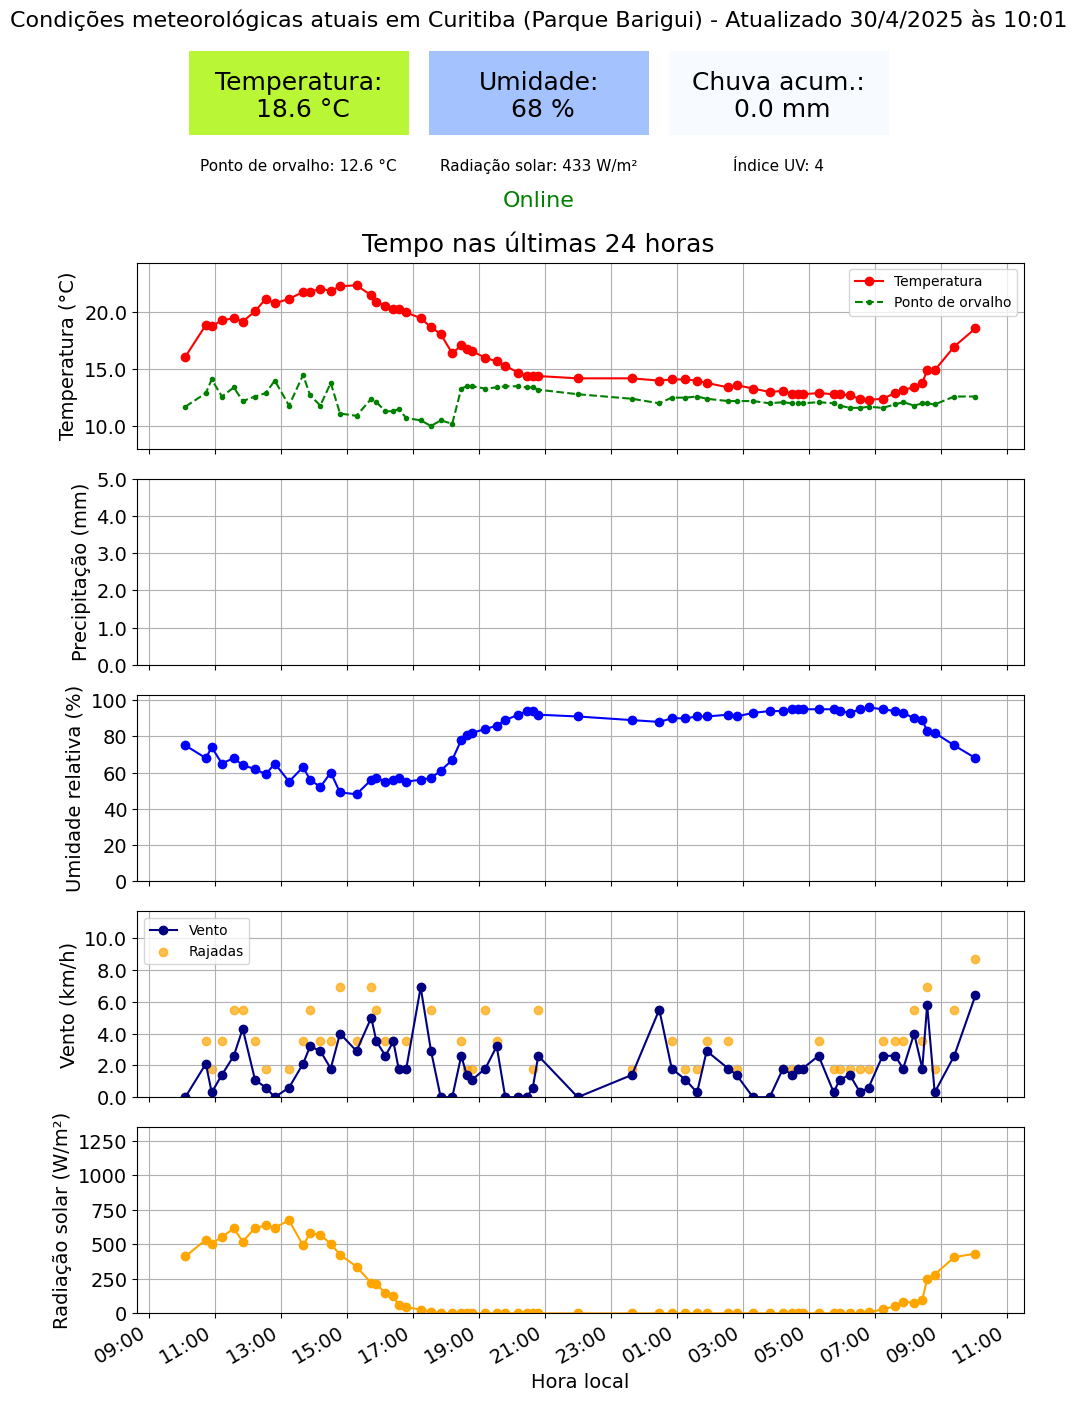 Condições meteorológicas atuais em Curitiba (Parque Barigui) - Atualizado 30/4/2025 às 10:01
Temperatura:
18.6 °C
Umidade:
68 %
Chuva acum.:
0.0 mm
Ponto de orvalho: 12.6 °C
Radiação solar: 433 W/m²
Índice UV: 4
Online
Tempo nas últimas 24 horas
Temperatura (°C)
20.0
15.0
10.0
Temperatura
Ponto de orvalho
Precipitação (mm)
5.0
4.0
3.0
2.0
1.0
0.0
Umidade relativa (%)
100
80
60
40
20
0
Vento (km/h)
10.0
8.0
6.0
4.0
2.0
0.0
Vento
Rajadas
Radiação solar (W/m²)
1250
1000
750
500
250
0
09:00
11:00
13:00
15:00
17:00
19:00
21:00
23:00
01:00
03:00
05:00
07:00
09:00
11:00
Hora local